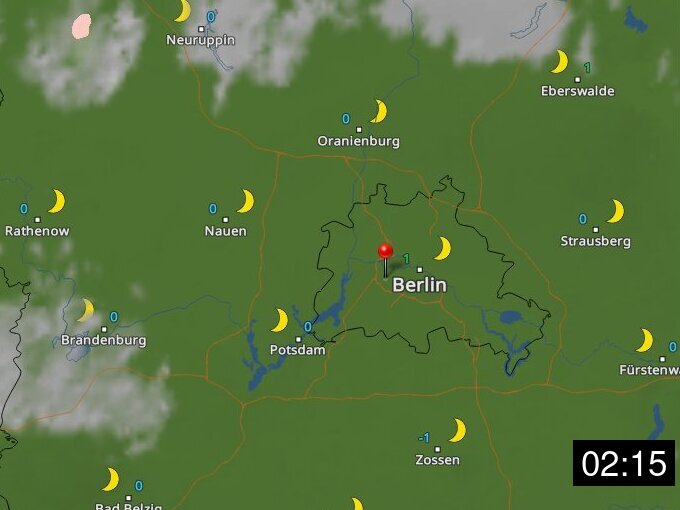 0
Neuruppin
1
Eberswalde
0
Oranienburg
0
Rathenow
0
Nauen
0
Strausberg
1
Berlin
0
Brandenburg
0
Potsdam
0
Fürstenwa
-1
Zossen
0
Bad Belzig
02:15